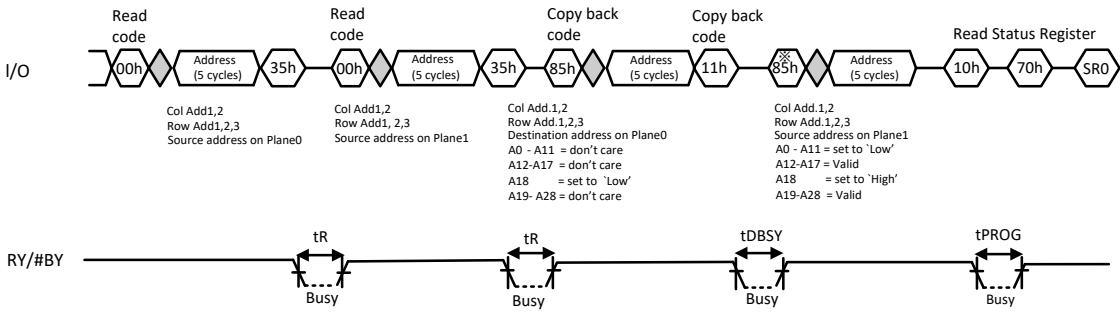 Read
code
Read
code
Copy back
code
Copy back
code
Read Status Register
I/O
00h
Address
(5 cycles)
35h
00h
Address
(5 cycles)
35h
85h
Address
(5 cycles)
11h
※
85h
Address
(5 cycles)
10h
70h
SR0
Col Add1,2
Row Add1,2,3
Source address on Plane0
Col Add1,2
Row Add1, 2,3
Source address on Plane1
Col Add.1,2
Row Add.1,2,3
Destination address on Plane0
A0 - A11 = don't care
A12-A17 = don't care
A18 = set to `Low'
A19- A28 = don't care
Col Add.1,2
Row Add.1,2,3
Source address on Plane1
A0 - A11 = set to `Low'
A12-A17 = Valid
A18 = set to `High'
A19-A28 = Valid
RY/#BY
tR
Busy
tR
Busy
tDBSY
Busy
tPROG
Busy